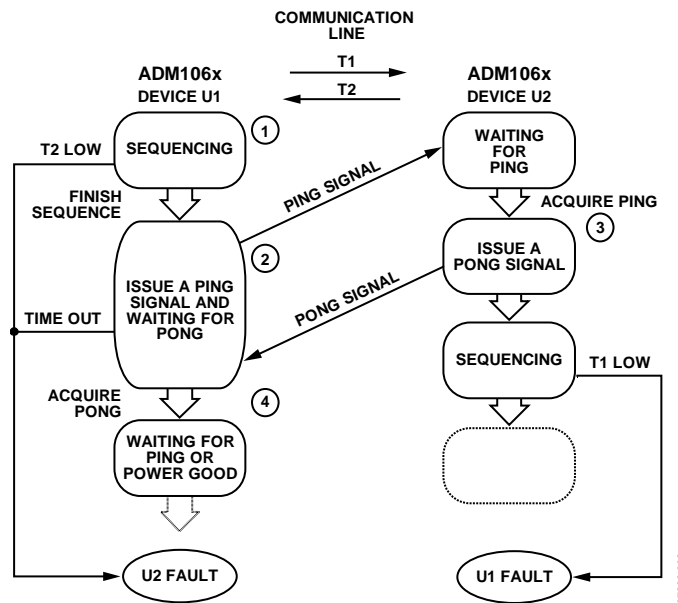 COMMUNICATION
LINE
T1
T2
ADM106x
DEVICE U1
ADM106x
DEVICE U2
1
SEQUENCING
WAITING
FOR
PING
T2 LOW
FINISH
SEQUENCE
PING SIGNAL
ACQUIRE PING
3
2
ISSUE A PING
SIGNAL AND
WAITING FOR
PONG
ISSUE A
PONG SIGNAL
PONG SIGNAL
TIME OUT
SEQUENCING
T1 LOW
ACQUIRE
PONG
4
WAITING FOR
PING OR
POWER GOOD
U2 FAULT
U1 FAULT